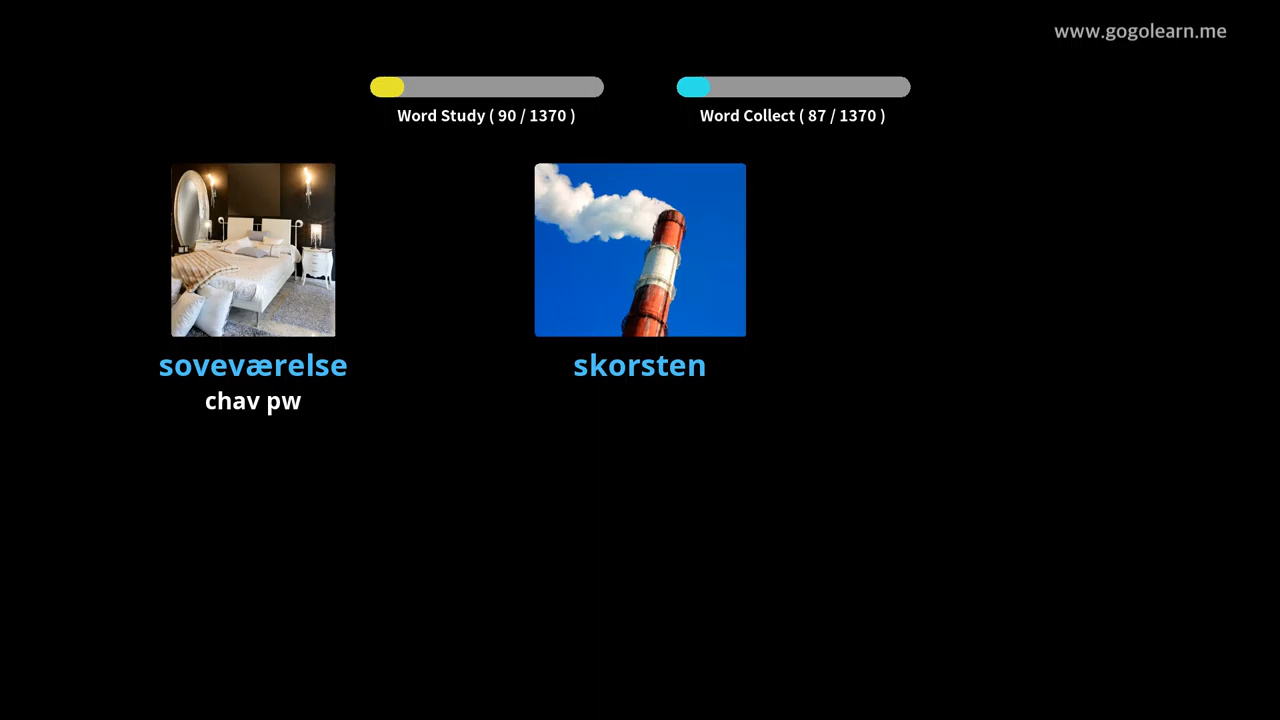 www.gogolearn.me
Word Study ( 90 / 1370 )
Word Collect ( 87 / 1370 )
soveværelse
chav pw
skorsten